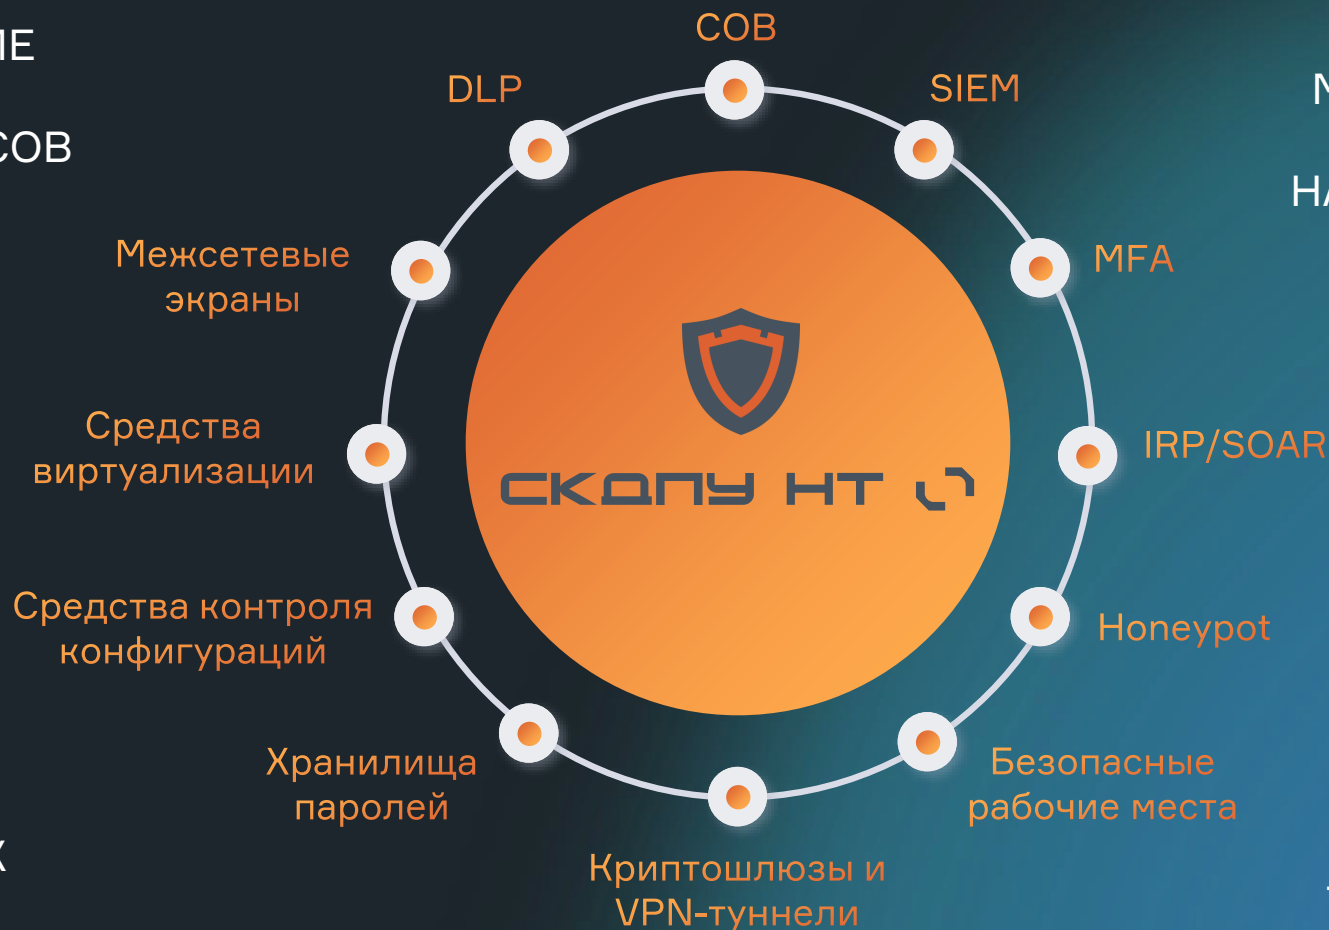 СОВ
DLP
SIEM
Межсетевые
экраны
MFA
Средства
виртуализации
IRP/SOAR
СКДПУ НТ
Средства контроля
конфигураций
Honeypot
Хранилища
паролей
Безопасные
рабочие места
Криптошлюзы и
VPN-туннели